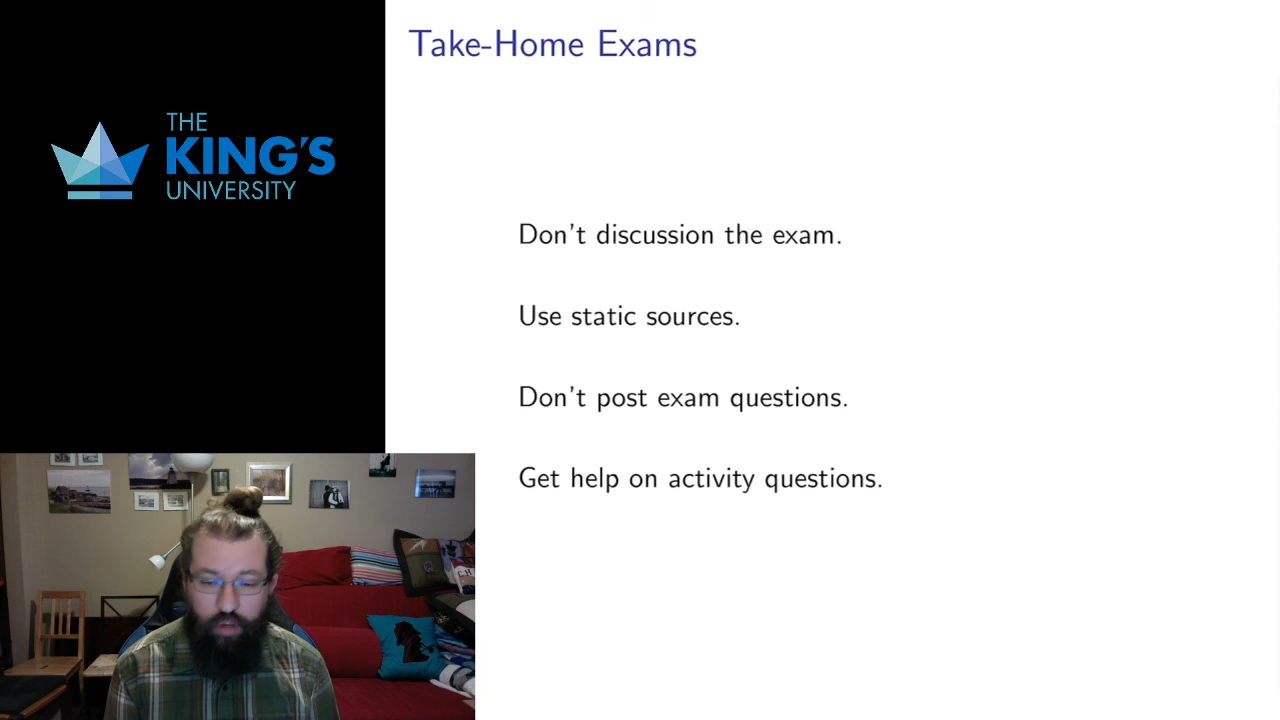 Take-Home Exams
THE
KING'S
UNIVERSITY
Don't discussion the exam.
Use static sources.
Don't post exam questions.
Get help on activity questions.